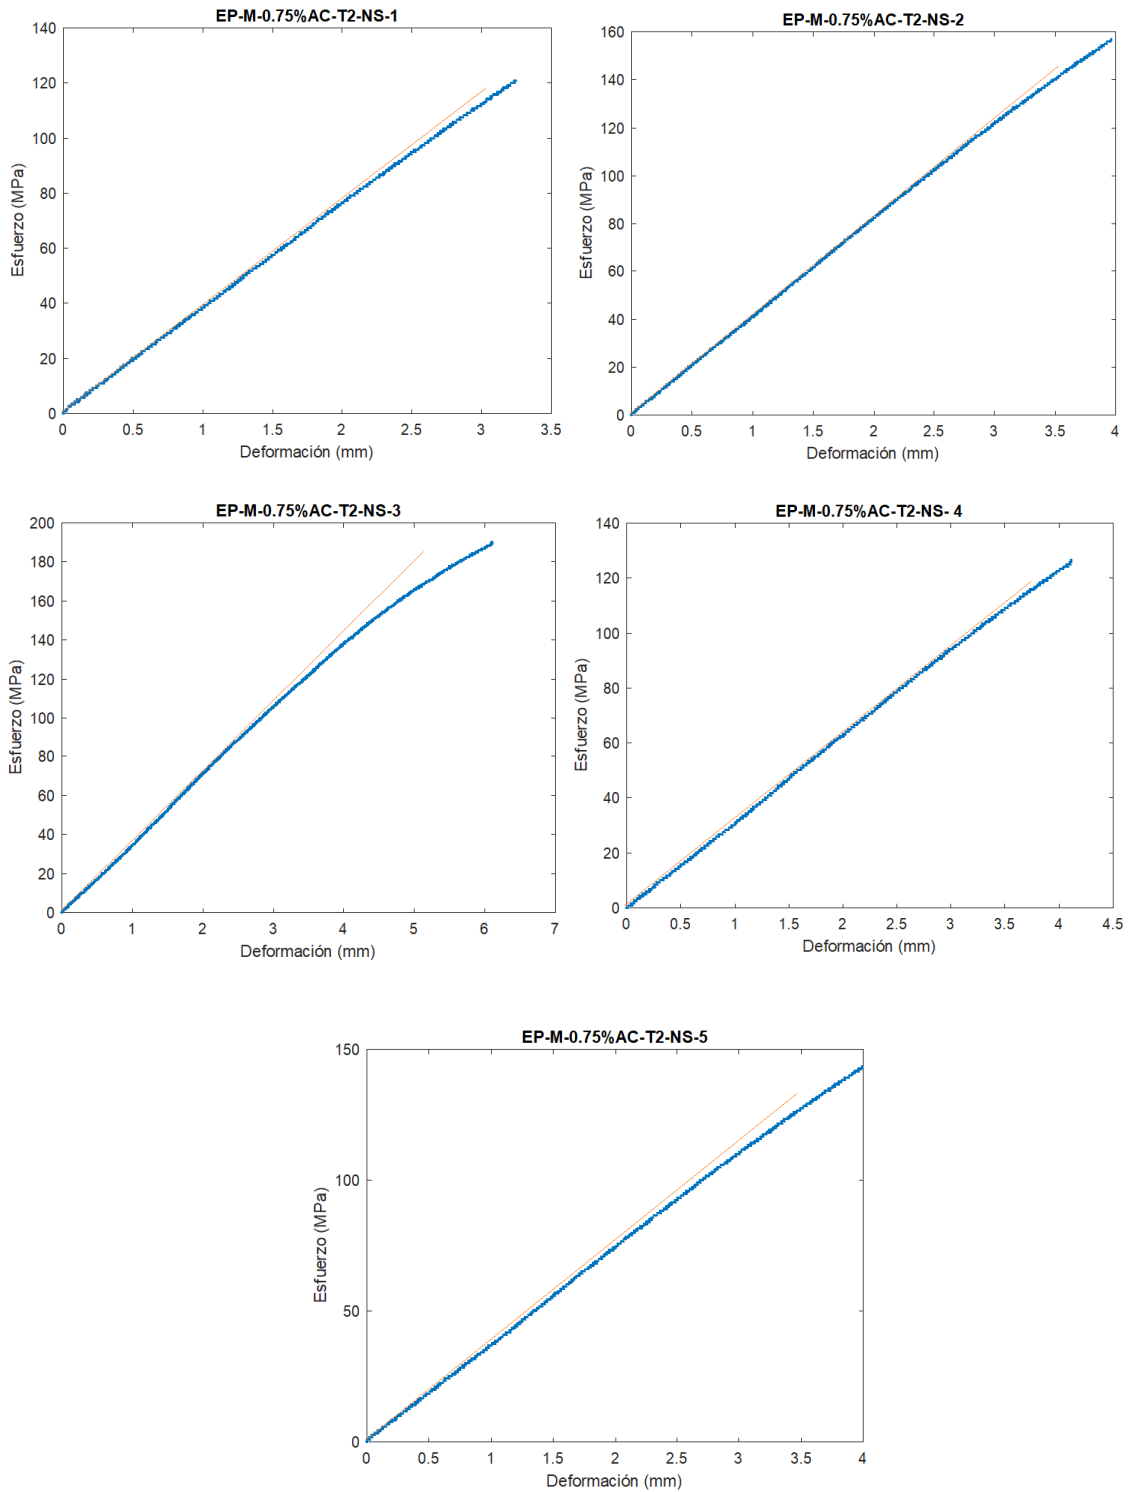 EP-M-0.75%AC-T2-NS-1
140
120
100
80
60
40
20
0
0 0.5 1 1.5 2 2.5 3 3.5
Esfuerzo (MPa)
Deformación (mm)
EP-M-0.75%AC-T2-NS-2
160
140
120
100
80
60
40
20
0
0 0.5 1 1.5 2 2.5 3 3.5 4
Esfuerzo (MPa)
Deformación (mm)
EP-M-0.75%AC-T2-NS-3
200
180
160
140
120
100
80
60
40
20
0
0 1 2 3 4 5 6 7
Esfuerzo (MPa)
Deformación (mm)
EP-M-0.75%AC-T2-NS- 4
140
120
100
80
60
40
20
0
0 0.5 1 1.5 2 2.5 3 3.5 4 4.5
Esfuerzo (MPa)
Deformación (mm)
EP-M-0.75%AC-T2-NS-5
150
100
50
0
0 0.5 1 1.5 2 2.5 3 3.5 4
Esfuerzo (MPa)
Deformación (mm)